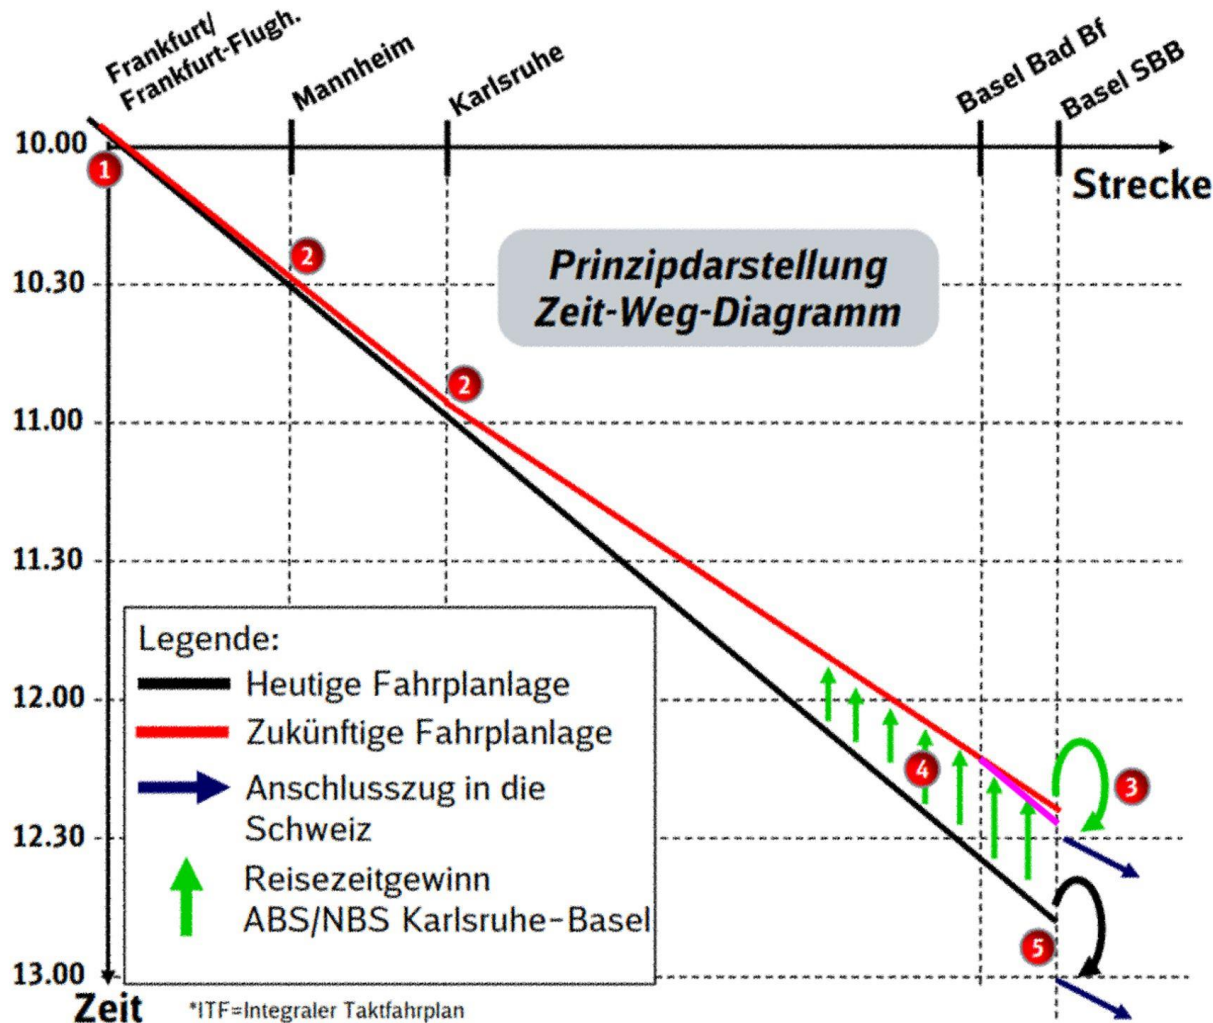 Frankfurt/
Frankfurt-Flugh.
Mannheim
Karlsruhe
Basel Bad Bf
Basel SBB
10.00
1
Strecke
2
Prinzipdarstellung
Zeit-Weg-Diagramm
10.30
2
11.00
11.30
Legende:
Heutige Fahrplanlage
Zukünftige Fahrplanlage
Anschlusszug in die
Schweiz
Reisezeitgewinn
ABS/NBS Karlsruhe-Basel
12.00
4
3
12.30
5
13.00
Zeit
*ITF=Integraler Taktfahrplan